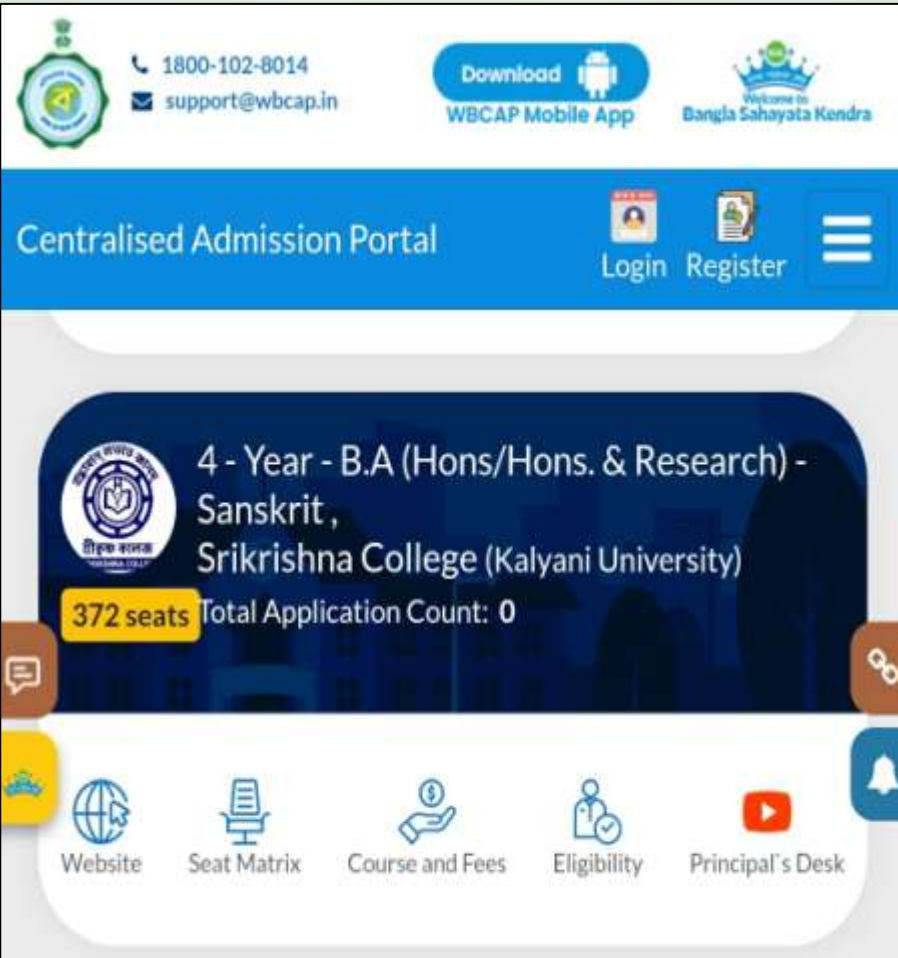 1800-102-8014
support@wbcap.in
Download
WBCAP Mobile App
Welcome to
Bangla Sahayata Kendra
Centralised Admission Portal
Login
Register
4 - Year - B.A (Hons/Hons. & Research) -
Sanskrit ,
Srikrishna College (Kalyani University)
372 seats
Total Application Count: 0
Website
Seat Matrix
Course and Fees
Eligibility
Principal`s Desk